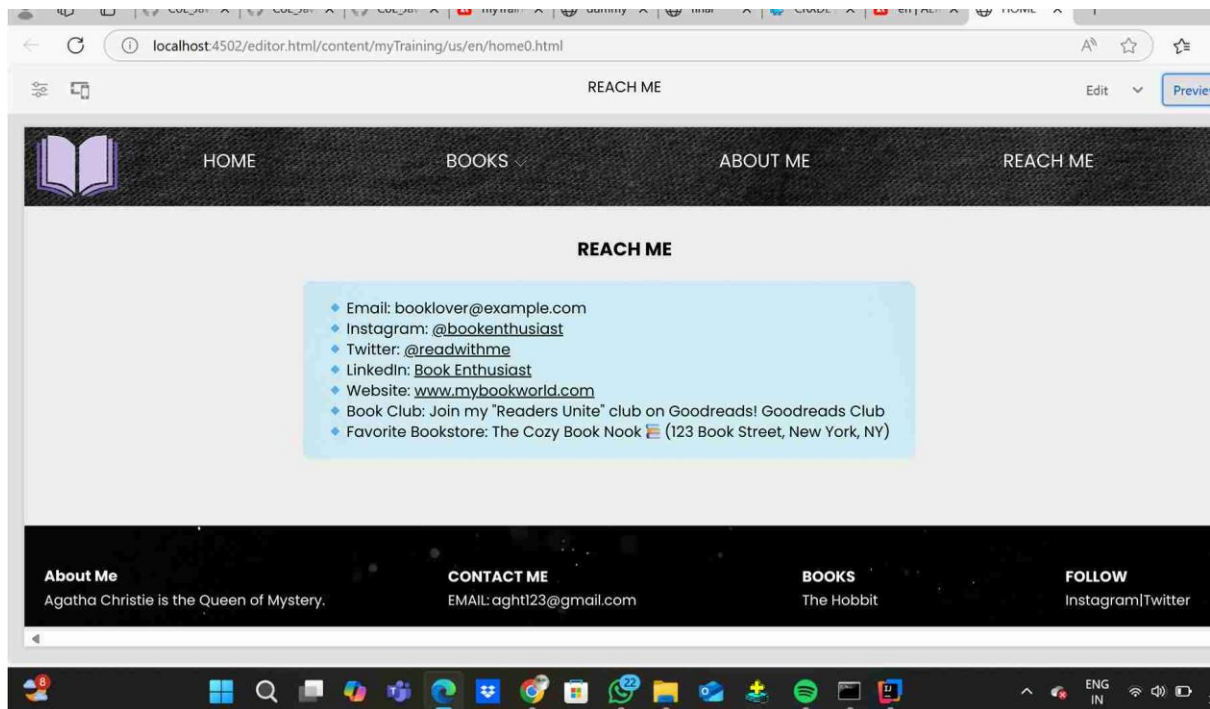 localhost:4502/editor.html/content/myTraining/us/en/home0.html
REACH ME
Edit
HOME
BOOKS
ABOUT ME
REACH ME
REACH ME
Email: booklover@example.com
Instagram: @bookenthusiast
Twitter: @readwithme
LinkedIn: Book Enthusiast
Website: www.mybookworld.com
Book Club: Join my "Readers Unite" club on Goodreads! Goodreads Club
Favorite Bookstore: The Cozy Book Nook 📚 (123 Book Street, New York, NY)
About Me
Agatha Christie is the Queen of Mystery.
CONTACT ME
EMAIL: aght123@gmail.com
BOOKS
The Hobbit
FOLLOW
Instagram|Twitter
8
22
ENG
IN